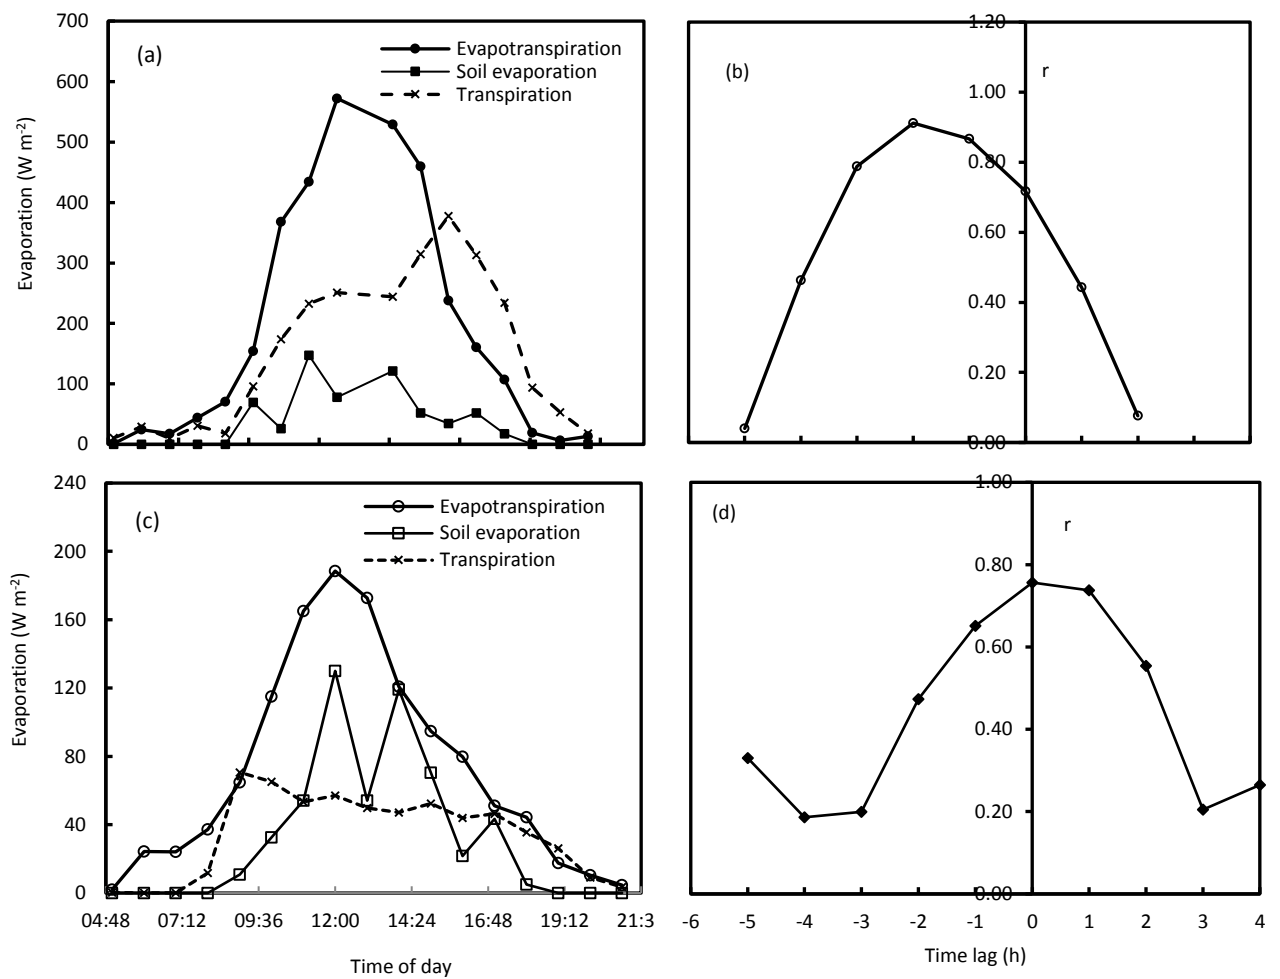 700
600
500
400
300
200
100
0
Evaporation (W m⁻²)
(a)
Evapotranspiration
Soil evaporation
Transpiration
(b)
r
1.20
1.00
0.80
0.60
0.40
0.20
0.00
240
200
160
120
80
40
0
Evaporation (W m⁻²)
(c)
Evapotranspiration
Soil evaporation
Transpiration
04:48 07:12 09:36 12:00 14:24 16:48 19:12 21:3
Time of day
(d)
r
1.00
0.80
0.60
0.40
0.20
0.00
-6 -5 -4 -3 -2 -1 0 1 2 3 4
Time lag (h)